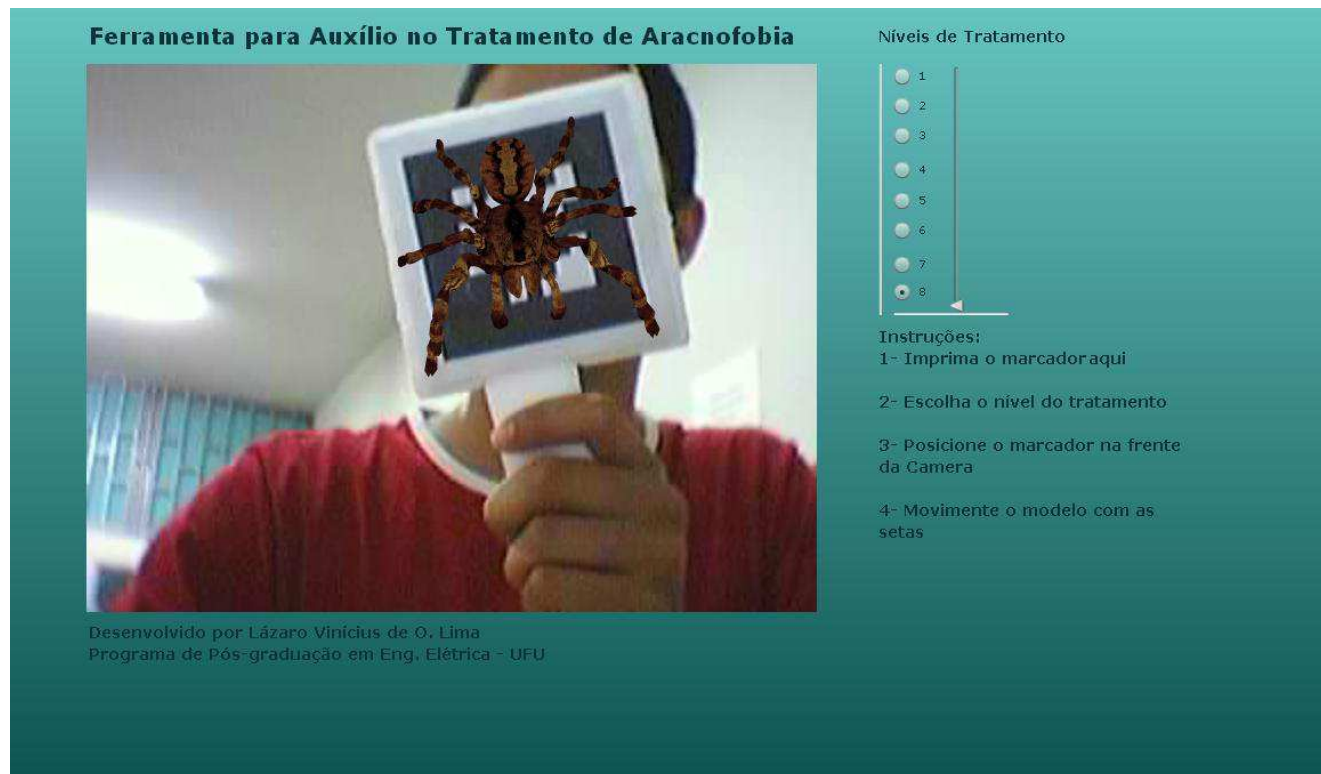 Ferramenta para Auxílio no Tratamento de Aracnofobia
Níveis de Tratamento
1
2
3
4
5
6
7
8
Instruções:
1- Imprima o marcador aqui
2- Escolha o nível do tratamento
3- Posicione o marcador na frente
da Camera
4- Movimente o modelo com as
setas
Desenvolvido por Lázaro Vinícius de O. Lima
Programa de Pós-graduação em Eng. Elétrica - UFU